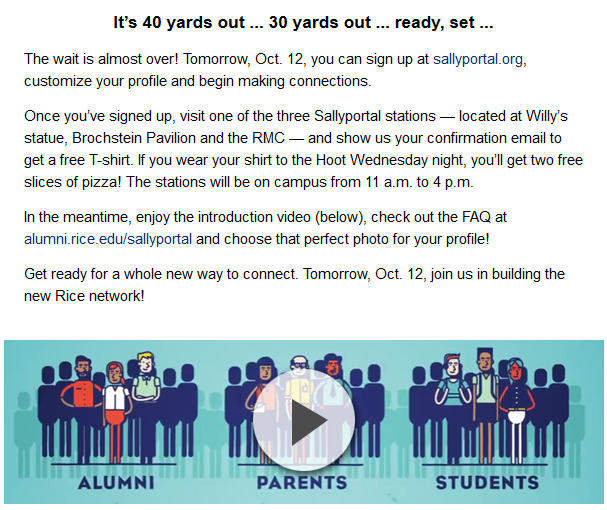 It’s 40 yards out ... 30 yards out ... ready, set ...
The wait is almost over! Tomorrow, Oct. 12, you can sign up at sallyportal.org,
customize your profile and begin making connections.
Once you’ve signed up, visit one of the three Sallyportal stations — located at Willy’s
statue, Brochstein Pavilion and the RMC — and show us your confirmation email to
get a free T-shirt. If you wear your shirt to the Hoot Wednesday night, you’ll get two free
slices of pizza! The stations will be on campus from 11 a.m. to 4 p.m.
In the meantime, enjoy the introduction video (below), check out the FAQ at
alumni.rice.edu/sallyportal and choose that perfect photo for your profile!
Get ready for a whole new way to connect. Tomorrow, Oct. 12, join us in building the
new Rice network!
ALUMNI PARENTS STUDENTS